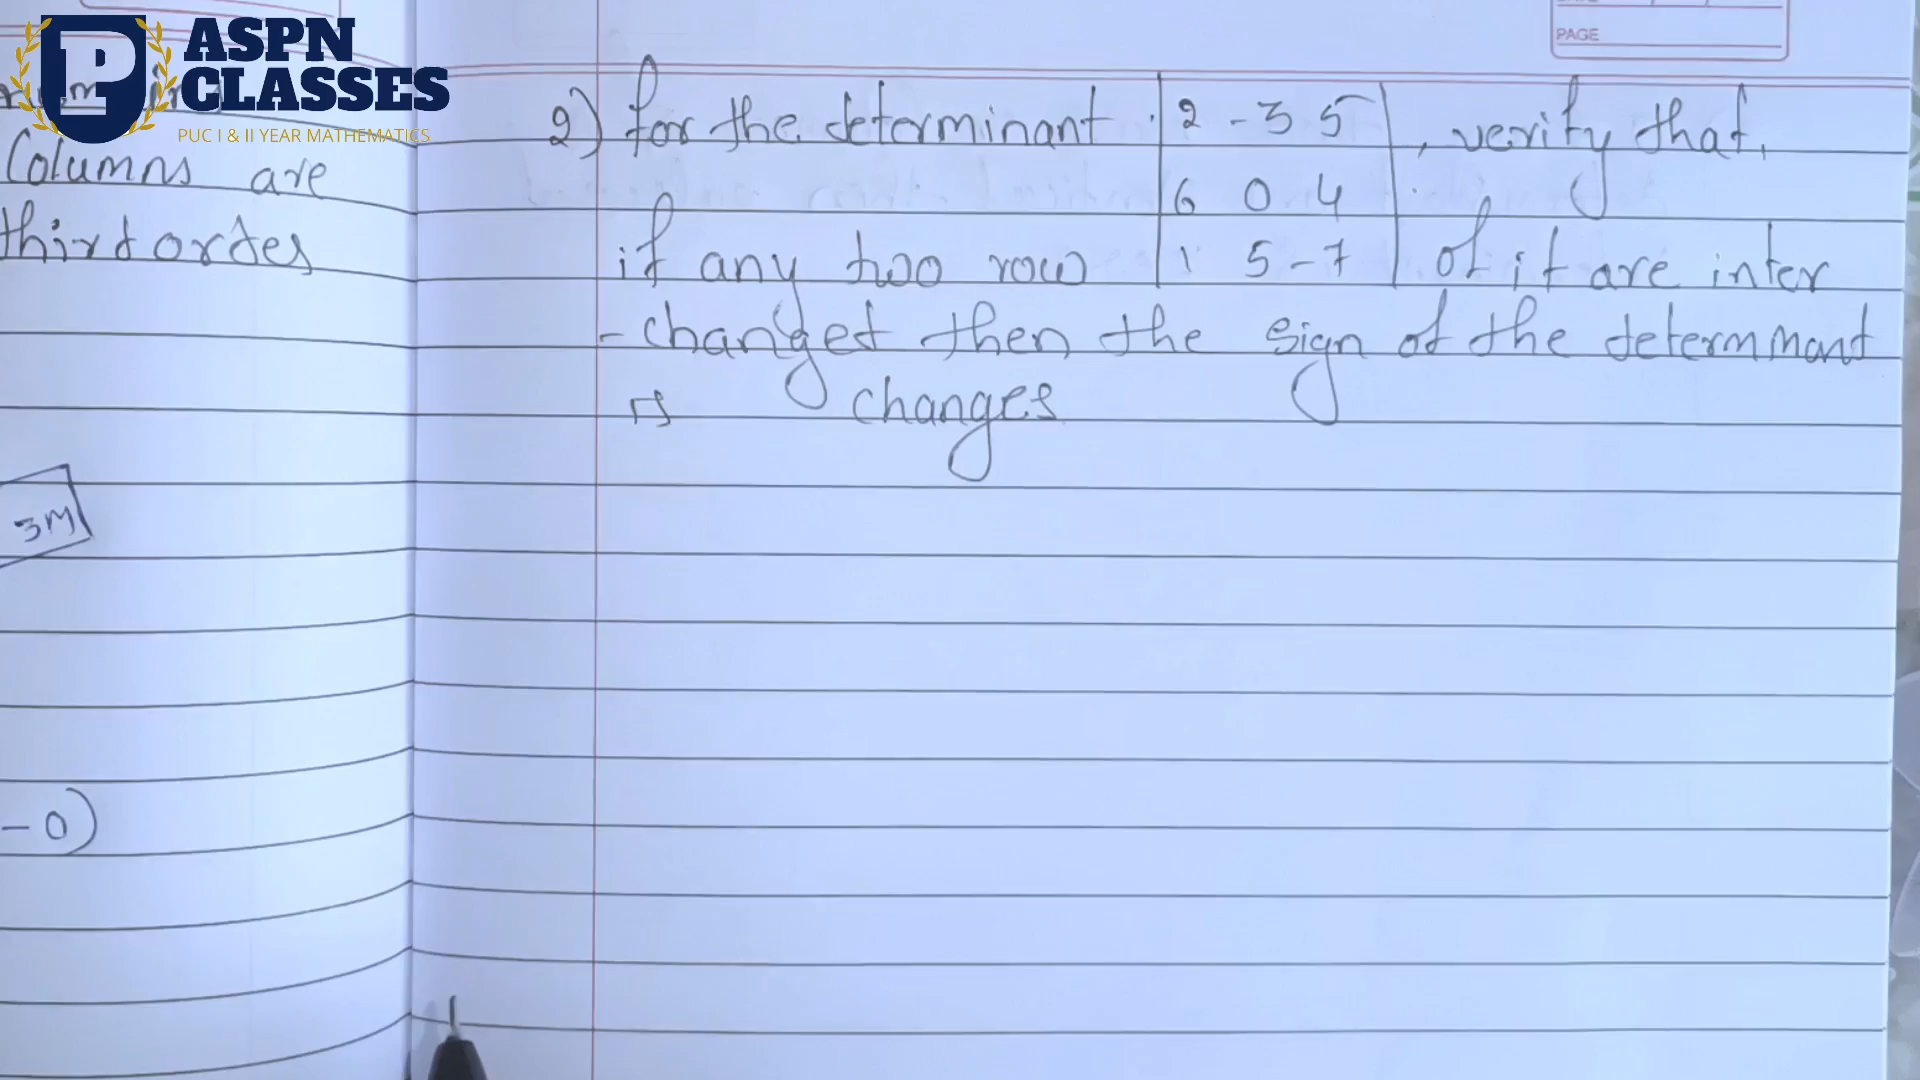 ASPN
CLASSES
PUC I & II YEAR MATHEMATICS
Columns are
third order
3M
-0)
PAGE
2) for the determinant | 2 -3 5 | , verify that,
6 0 4
if any two row | 1 5 -7 | of it are inter
-changed then the sign of the determinant
is changes